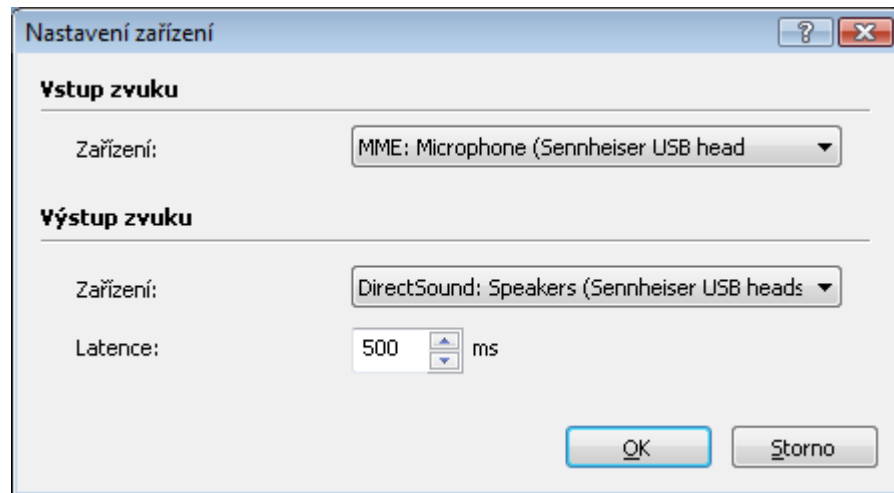 Nastavení zařízení
Vstup zvuku
Zařízení: MME: Microphone (Sennheiser USB head
Výstup zvuku
Zařízení: DirectSound: Speakers (Sennheiser USB heads
Latence: 500 ms
OK Storno